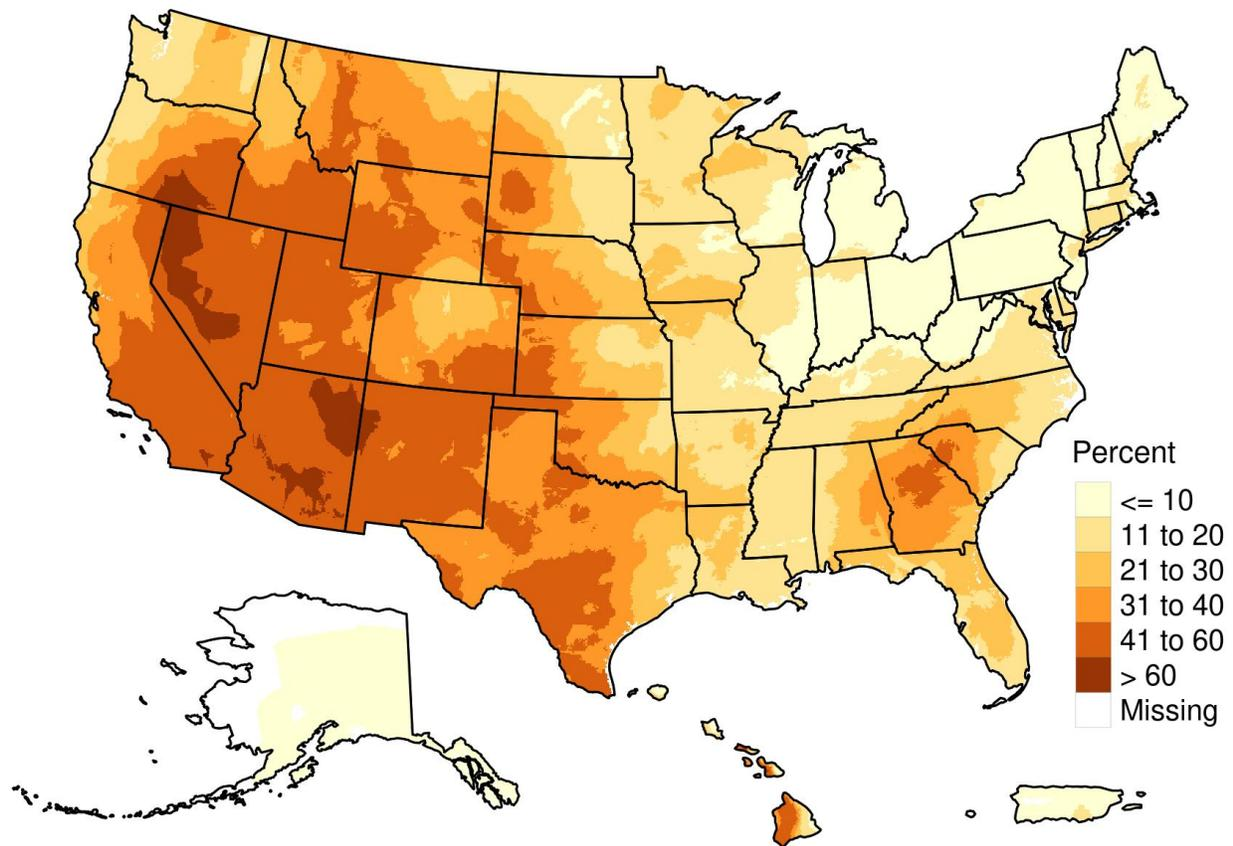 Percent
<= 10
11 to 20
21 to 30
31 to 40
41 to 60
> 60
Missing